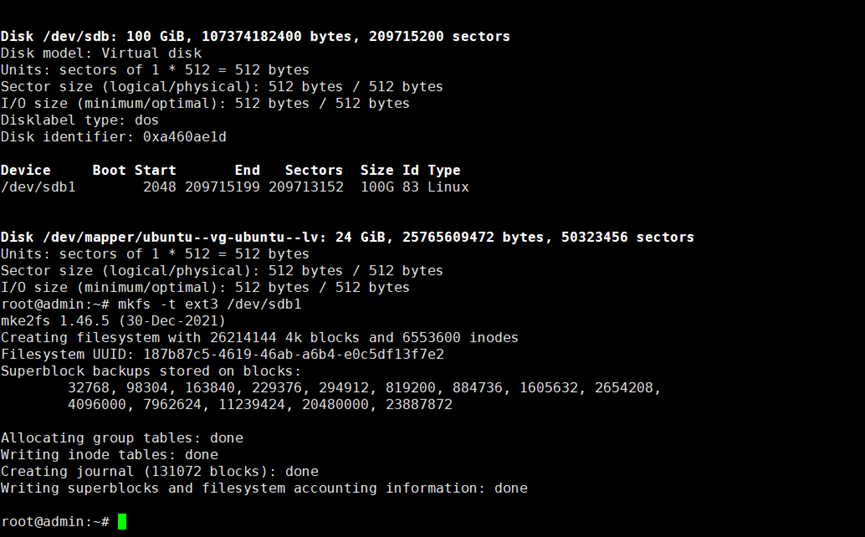 Disk /dev/sdb: 100 GiB, 107374182400 bytes, 209715200 sectors
Disk model: Virtual disk
Units: sectors of 1 * 512 = 512 bytes
Sector size (logical/physical): 512 bytes / 512 bytes
I/O size (minimum/optimal): 512 bytes / 512 bytes
Disklabel type: dos
Disk identifier: 0xa460ae1d
Device     Boot Start       End   Sectors  Size Id Type
/dev/sdb1        2048 209715199 209713152  100G 83 Linux
Disk /dev/mapper/ubuntu--vg-ubuntu--lv: 24 GiB, 25765609472 bytes, 50323456 sectors
Units: sectors of 1 * 512 = 512 bytes
Sector size (logical/physical): 512 bytes / 512 bytes
I/O size (minimum/optimal): 512 bytes / 512 bytes
root@admin:~# mkfs -t ext3 /dev/sdb1
mke2fs 1.46.5 (30-Dec-2021)
Creating filesystem with 26214144 4k blocks and 6553600 inodes
Filesystem UUID: 187b87c5-4619-46ab-a6b4-e0c5df13f7e2
Superblock backups stored on blocks:
        32768, 98304, 163840, 229376, 294912, 819200, 884736, 1605632, 2654208,
        4096000, 7962624, 11239424, 20480000, 23887872
Allocating group tables: done
Writing inode tables: done
Creating journal (131072 blocks): done
Writing superblocks and filesystem accounting information: done
root@admin:~#